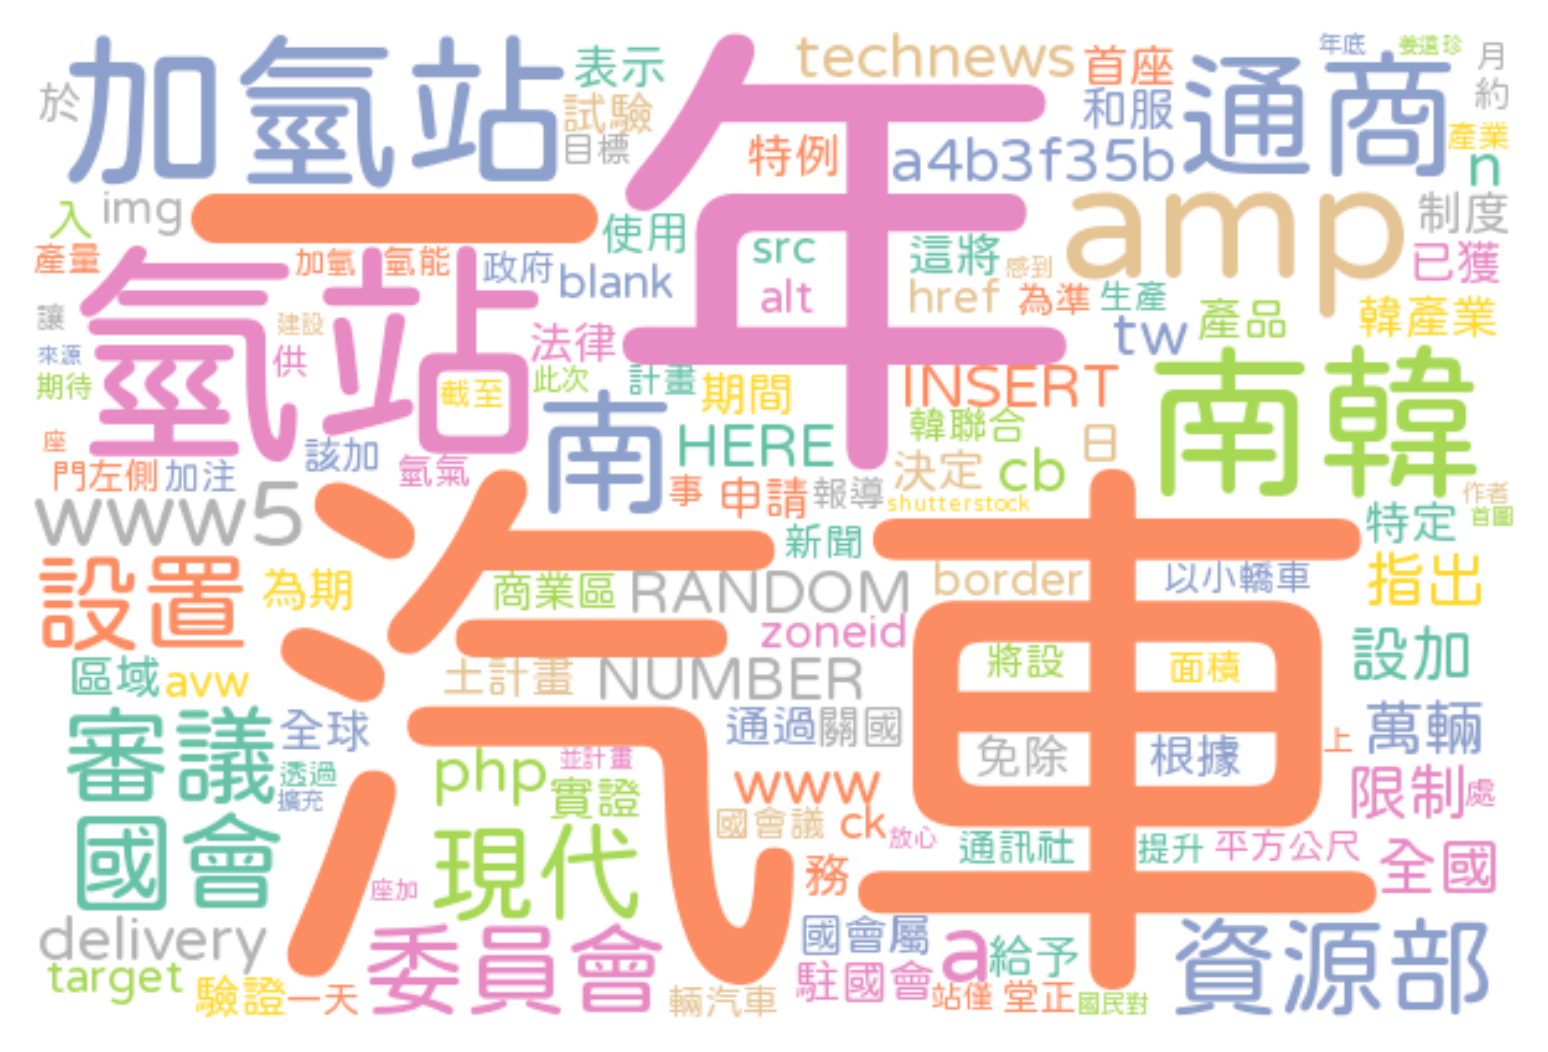 加氫站
年
technews
通商
表示
首座
年底
姜遠珍
月
於
試驗
和服
約
目標
特例
a4b3f35b
產業
n
入
img
一
使用
src
這將
amp
制度
已獲
產量
加氫
氫能
政府
blank
alt
感到
href
為準
生產
tw
產品
韓產業
讓
氫站
建設
來源
供
法律
期待
截至
此次
計畫
期間
INSERT
南韓
座
南
HERE
韓聯合
日
門左側
加注
該加
氫氣
事
申請
報導
決定
cb
shutterstock
作者
首圖
www5
汽車
新聞
特定
設置
為期
商業區
RANDOM
border
以小轎車
指出
zoneid
區域
avw
土計畫
NUMBER
將設
面積
設加
審議
全球
通過
關國
萬輛
透過
擴充
php
並計畫
實證
www
免除
根據
上
限制
處
國會
現代
國會議
ck
放心
通訊社
提升
平方公尺
全國
座加
務
delivery
委員會
國會屬
a
給予
資源部
target
驗證
一天
輛汽車
駐國會
站僅
堂正
國民對